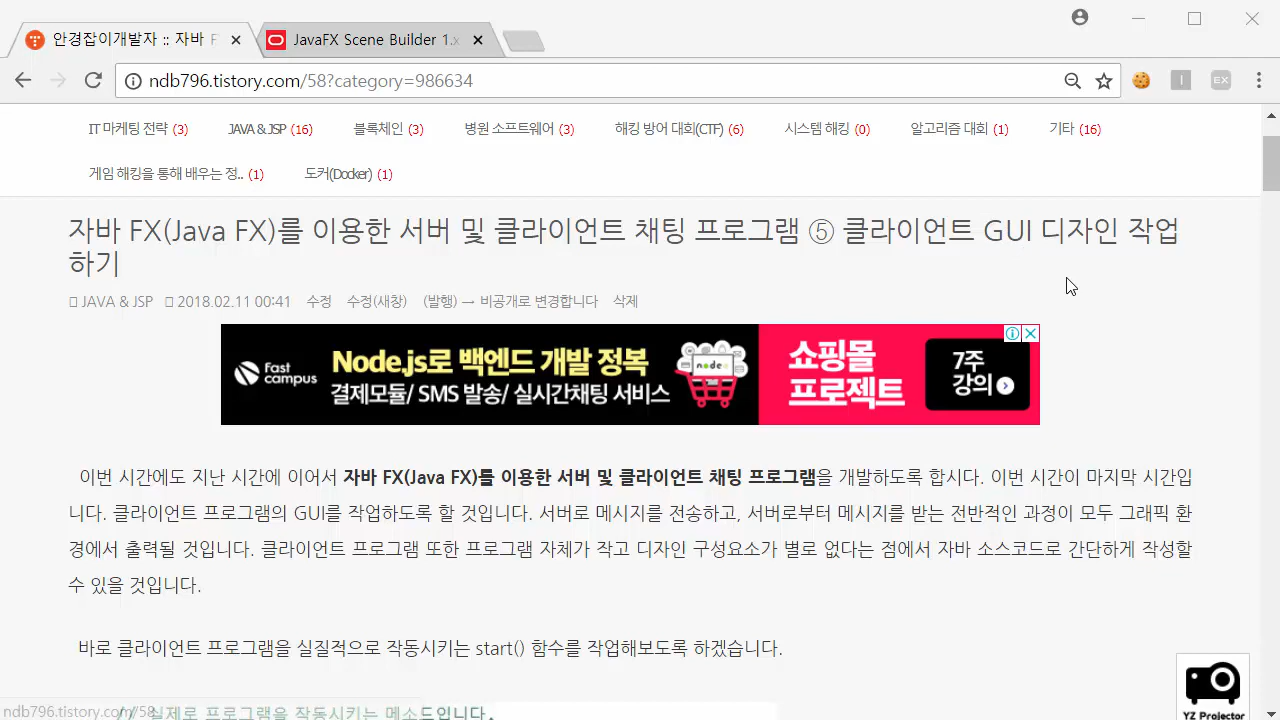 안경잡이개발자 :: 자바 F
JavaFX Scene Builder 1.x
ndb796.tistory.com/58?category=986634
IT 마케팅 전략 (3) JAVA & JSP (16) 블록체인 (3) 병원 소프트웨어 (3) 해킹 방어 대회(CTF) (6) 시스템 해킹 (0) 알고리즘 대회 (1) 기타 (16)
게임 해킹을 통해 배우는 정.. (1) 도커(Docker) (1)
자바 FX(Java FX)를 이용한 서버 및 클라이언트 채팅 프로그램 ⑤ 클라이언트 GUI 디자인 작업
하기
JAVA & JSP 2018.02.11 00:41 수정 수정(새창) (발행) → 비공개로 변경합니다 삭제
Fast campus
Node.js로 백엔드 개발 정복
결제모듈/ SMS 발송/ 실시간채팅 서비스
node
쇼핑몰
프로젝트
7주
강의
이번 시간에도 지난 시간에 이어서 자바 FX(Java FX)를 이용한 서버 및 클라이언트 채팅 프로그램을 개발하도록 합시다. 이번 시간이 마지막 시간입
니다. 클라이언트 프로그램의 GUI를 작업하도록 할 것입니다. 서버로 메시지를 전송하고, 서버로부터 메시지를 받는 전반적인 과정이 모두 그래픽 환
경에서 출력될 것입니다. 클라이언트 프로그램 또한 프로그램 자체가 작고 디자인 구성요소가 별로 없다는 점에서 자바 소스코드로 간단하게 작성할
수 있을 것입니다.
바로 클라이언트 프로그램을 실질적으로 작동시키는 start() 함수를 작업해보도록 하겠습니다.
YZ Projector
ndb796.tistory.com/58
// 실제로 프로그램을 작동시키는 메소드입니다.
EX